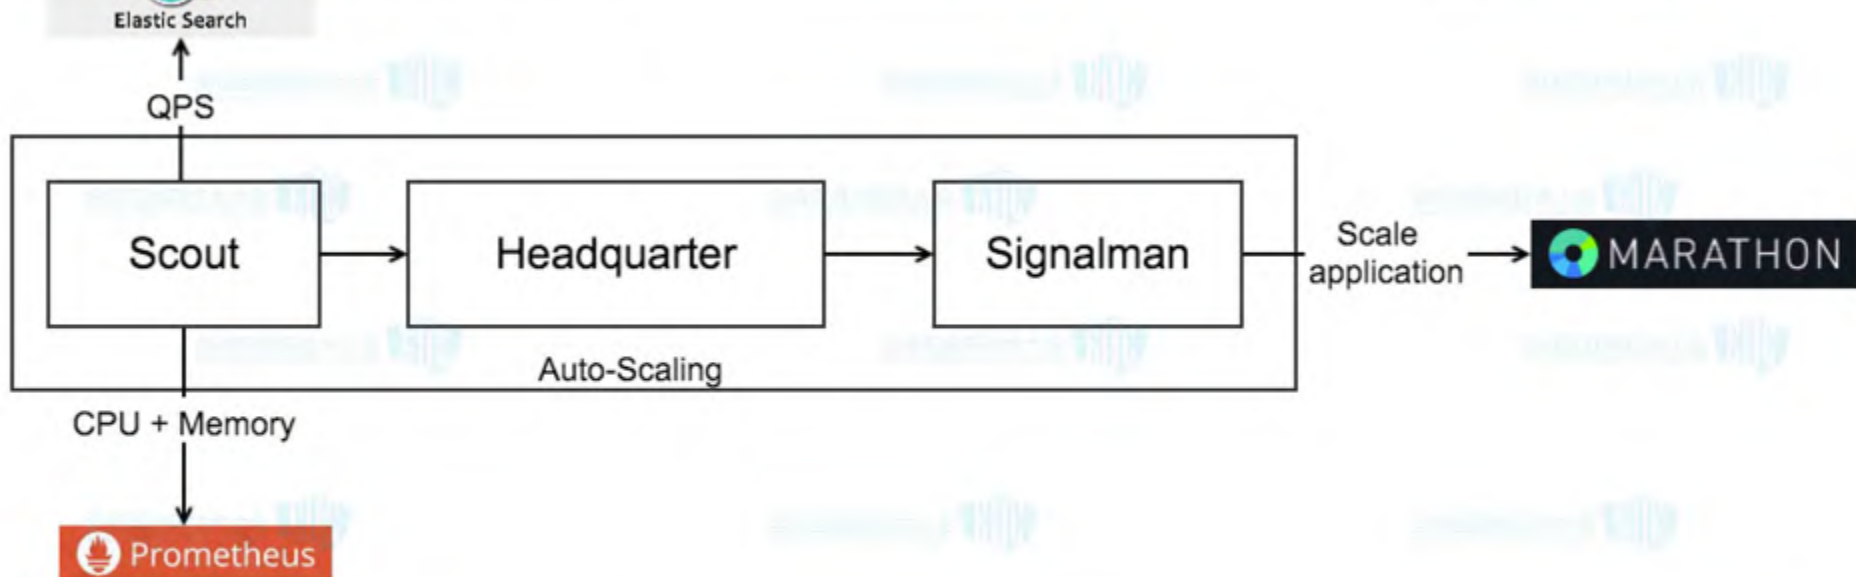 Elastic Search
QPS
Scout
Headquarter
Signalman
Scale
application
MARATHON
Auto-Scaling
CPU + Memory
Prometheus